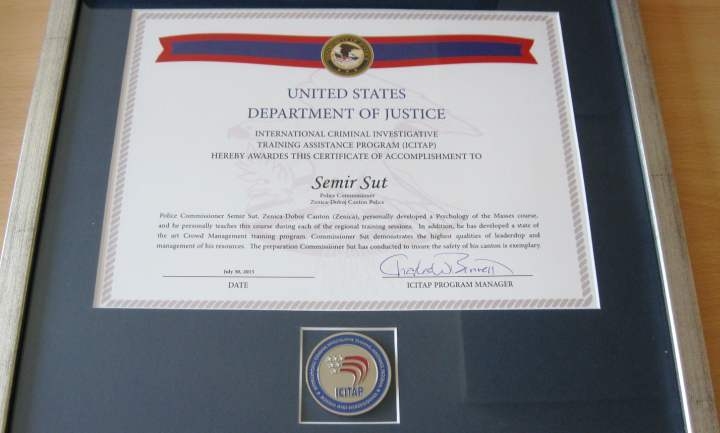 UNITED STATES
DEPARTMENT OF JUSTICE
INTERNATIONAL CRIMINAL INVESTIGATIVE
TRAINING ASSISTANCE PROGRAM (ICITAP)
HEREBY AWARDES THIS CERTIFICATE OF ACCOMPLISHMENT TO
Semir Sut
Police Commissioner
Zenica-Doboj Canton Police
Police Commissioner Semir Sut, Zenica-Doboj Canton (Zenica), personally developed a Psychology of the Masses course,
and he personally teaches this course during each of the regional training sessions. In addition, he has developed a state of
the art Crowd Management training program. Commissioner Sut demonstrates the highest qualities of leadership and
management of his resources. The preparation Commissioner Sut has conducted to insure the safety of his canton is exemplary
July 30, 2015
DATE
ICITAP PROGRAM MANAGER
ICITAP